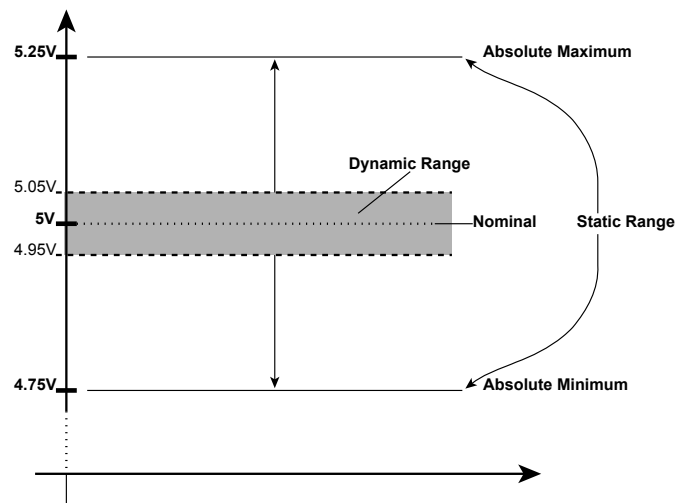 5.25V
Absolute Maximum
Dynamic Range
5.05V
5V
Nominal
Static Range
4.95V
4.75V
Absolute Minimum